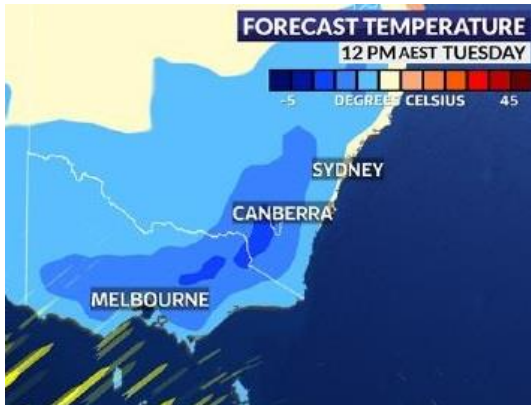 FORECAST TEMPERATURE
12 PM AEST TUESDAY
-5 DEGREES CELSIUS 45
SYDNEY
CANBERRA
MELBOURNE